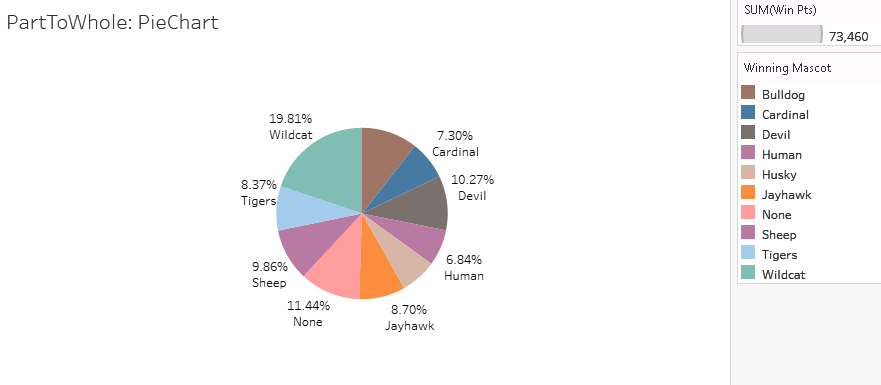 PartToWhole: PieChart
SUM(Win Pts)
73,460
Winning Mascot
Bulldog
Cardinal
Devil
Human
Husky
Jayhawk
None
Sheep
Tigers
Wildcat
19.81%
Wildcat
7.30%
Cardinal
10.27%
Devil
6.84%
Human
8.70%
Jayhawk
11.44%
None
9.86%
Sheep
8.37%
Tigers